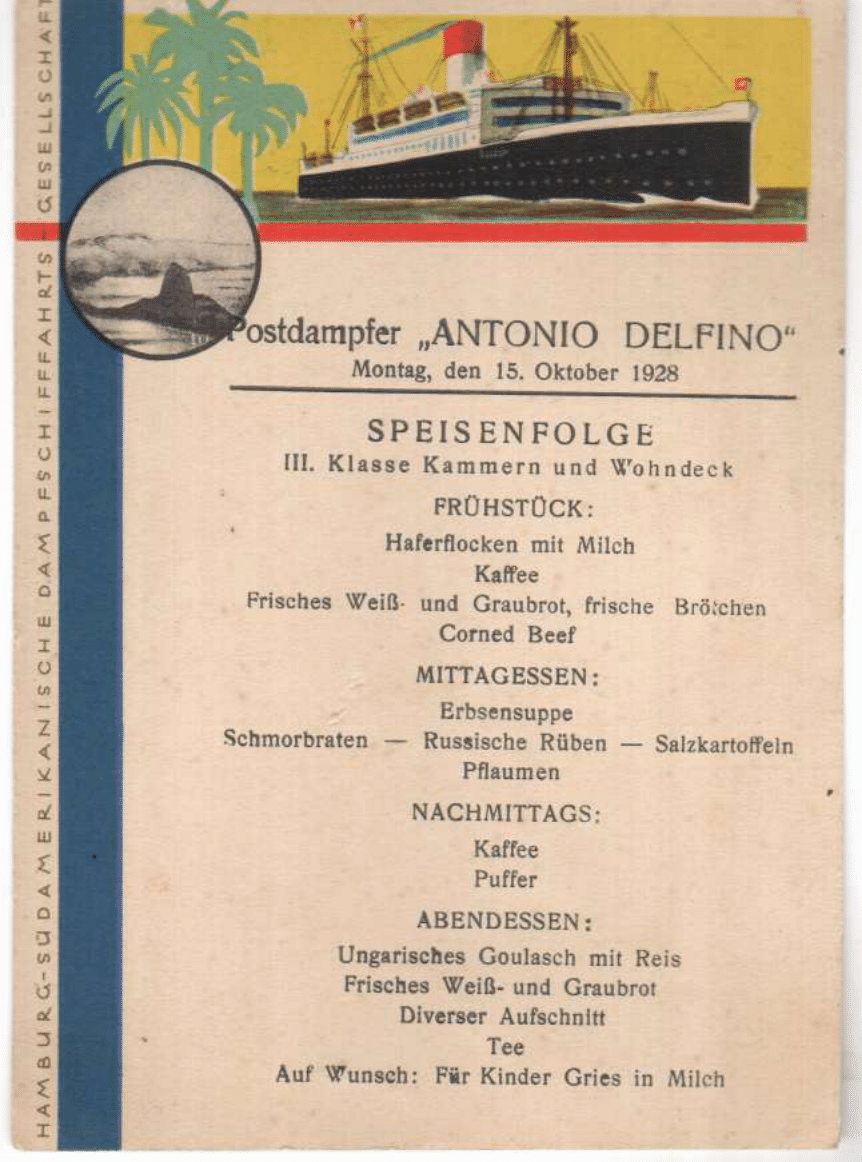 HAMBURG-SÜDAMERIKANISCHE DAMPFSCHIFFFAHRTS-GESELLSCHAFT
Postdampfer „ANTONIO DELFINO“
Montag, den 15. Oktober 1928
SPEISENFOLGE
III. Klasse Kammern und Wohndeck
FRÜHSTÜCK:
Haferflocken mit Milch
Kaffee
Frisches Weiß- und Graubrot, frische Brötchen
Corned Beef
MITTAGESSEN:
Erbsensuppe
Schmorbraten — Russische Rüben — Salzkartoffeln
Pflaumen
NACHMITTAGS:
Kaffee
Puffer
ABENDESSEN:
Ungarisches Goulasch mit Reis
Frisches Weiß- und Graubrot
Diverser Aufschnitt
Tee
Auf Wunsch: Für Kinder Gries in Milch